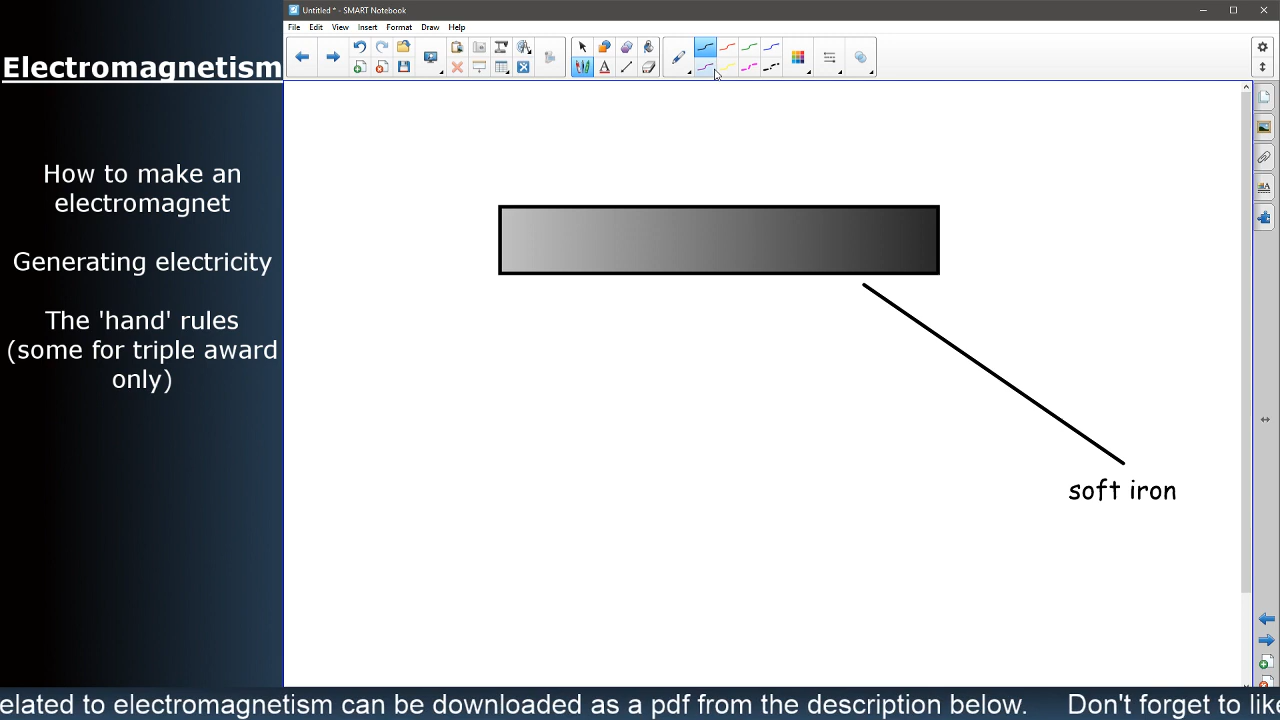 Untitled * - SMART Notebook
File Edit View Insert Format Draw Help
Electromagnetism
How to make an
electromagnet
Generating electricity
The 'hand' rules
(some for triple award
only)
soft iron
elated to electromagnetism can be downloaded as a pdf from the description below. Don't forget to like